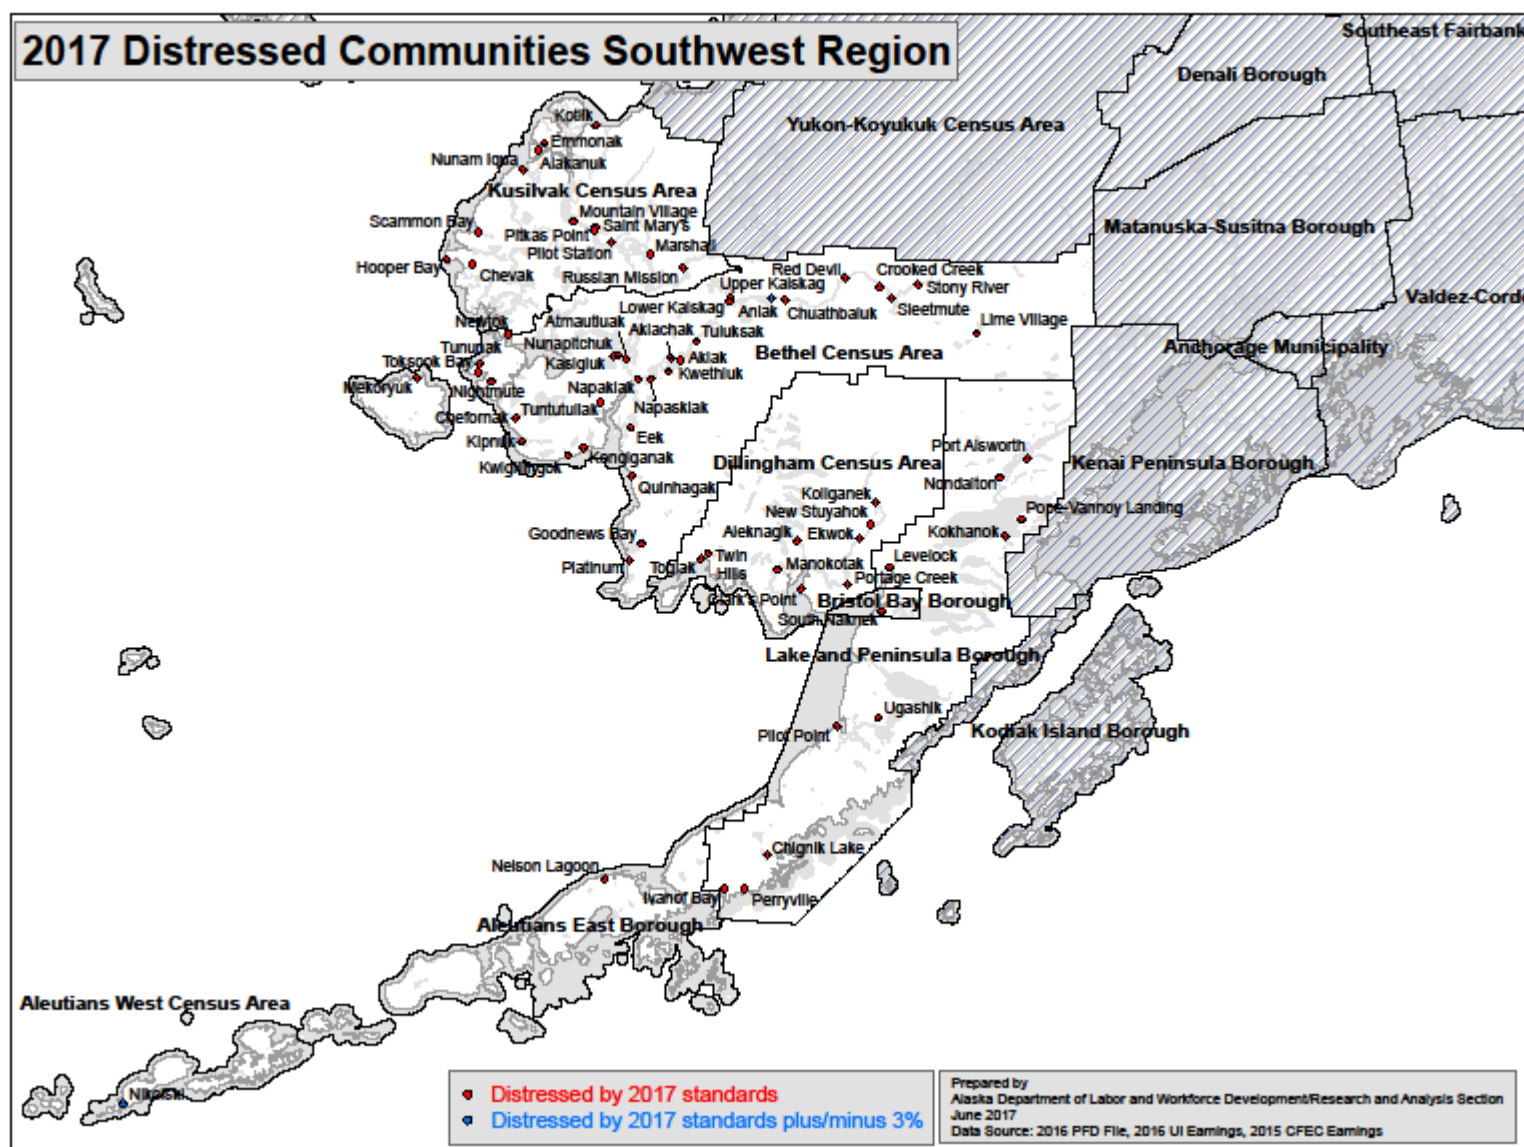 2017 Distressed Communities Southwest Region
Southeast Fairbank
Denali Borough
Yukon-Koyukuk Census Area
Kotlik
Emmonak
Alakanuk
Nunam Iqua
Kusilvak Census Area
Mountain Village
Scammon Bay
Saint Mary's
Pitkas Point
Pilot Station
Marshall
Matanuska-Susitna Borough
Hooper Bay
Chevak
Russian Mission
Red Devil
Crooked Creek
Upper Kalskag
Stony River
Lower Kalskag
Aniak
Chuathbaluk
Sleetmute
Valdez-Cordo
Newtok
Atmautluak
Akiachak
Tuluksak
Lime Village
Nunapitchuk
Tununak
Toksook Bay
Kasigluk
Akiak
Bethel Census Area
Anchorage Municipality
Kwethluk
Mekoryuk
Nightmute
Napakiak
Chefornak
Tuntutuliak
Napaskiak
Kipnuk
Eek
Port Alsworth
Kwigillingok
Kongiganak
Dillingham Census Area
Kenai Peninsula Borough
Quinhagak
Nondalton
Koliganek
New Stuyahok
Pope-Vannoy Landing
Goodnews Bay
Aleknagik
Ekwok
Kokhanok
Platinum
Togiak
Twin
Hills
Manokotak
Levelock
Portage Creek
Clark's Point
Bristol Bay Borough
South Naknek
Lake and Peninsula Borough
Ugashik
Pilot Point
Kodiak Island Borough
Chignik Lake
Nelson Lagoon
Ivanof Bay
Perryville
Aleutians East Borough
Aleutians West Census Area
Nikolski
Distressed by 2017 standards
Distressed by 2017 standards plus/minus 3%
Prepared by
Alaska Department of Labor and Workforce Development/Research and Analysis Section
June 2017
Data Source: 2016 PFD File, 2016 UI Earnings, 2015 CFEC Earnings